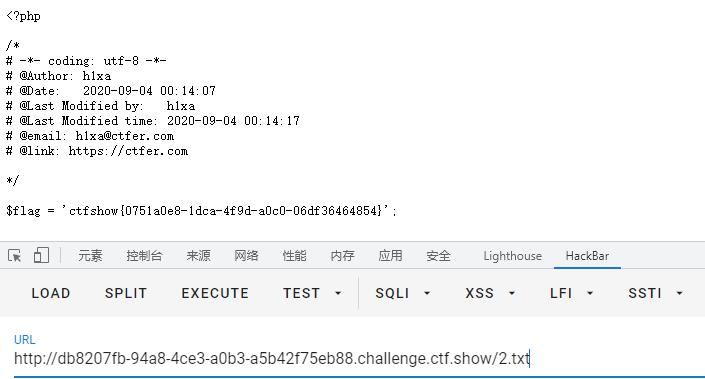 <?php
/*
# -*- coding: utf-8 -*-
# @Author: h1xa
# @Date:   2020-09-04 00:14:07
# @Last Modified by:   h1xa
# @Last Modified time: 2020-09-04 00:14:17
# @email: h1xa@ctfer.com
# @link: https://ctfer.com
*/
$flag = 'ctfshow{0751a0e8-1dca-4f9d-a0c0-06df36464854}';
元素 控制台 来源 网络 性能 内存 应用 安全 Lighthouse HackBar
LOAD SPLIT EXECUTE TEST SQLI XSS LFI SSTI
URL
http://db8207fb-94a8-4ce3-a0b3-a5b42f75eb88.challenge.ctf.show/2.txt